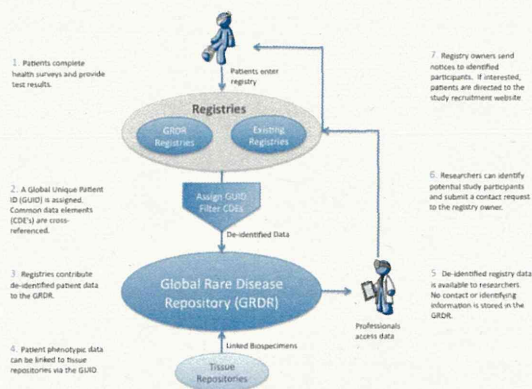 1. Patients complete
health surveys and provide
test results.
Patients enter
registry
7. Registry owners send
notices to identified
participants. If interested,
patients are directed to the
study recruitment website
Registries
GRDR
Registries
Existing
Registries
2. A Global Unique Patient
ID (GUID) is assigned.
Common data elements
(CDE's) are cross-
referenced.
Assign GUID
Filter CDEs
6. Researchers can identify
potential study participants
and submit a contact request
to the registry owner.
De-identified Data
3. Registries contribute
de-identified patient data
to the GRDR.
Global Rare Disease
Repository (GRDR)
5. De-identified registry data
is available to researchers.
No contact or identifying
information is stored in the
GRDR.
Professionals
access data
4. Patient phenotypic data
can be linked to tissue
repositories via the GUID.
Linked Biospecimens
Tissue
Repositories